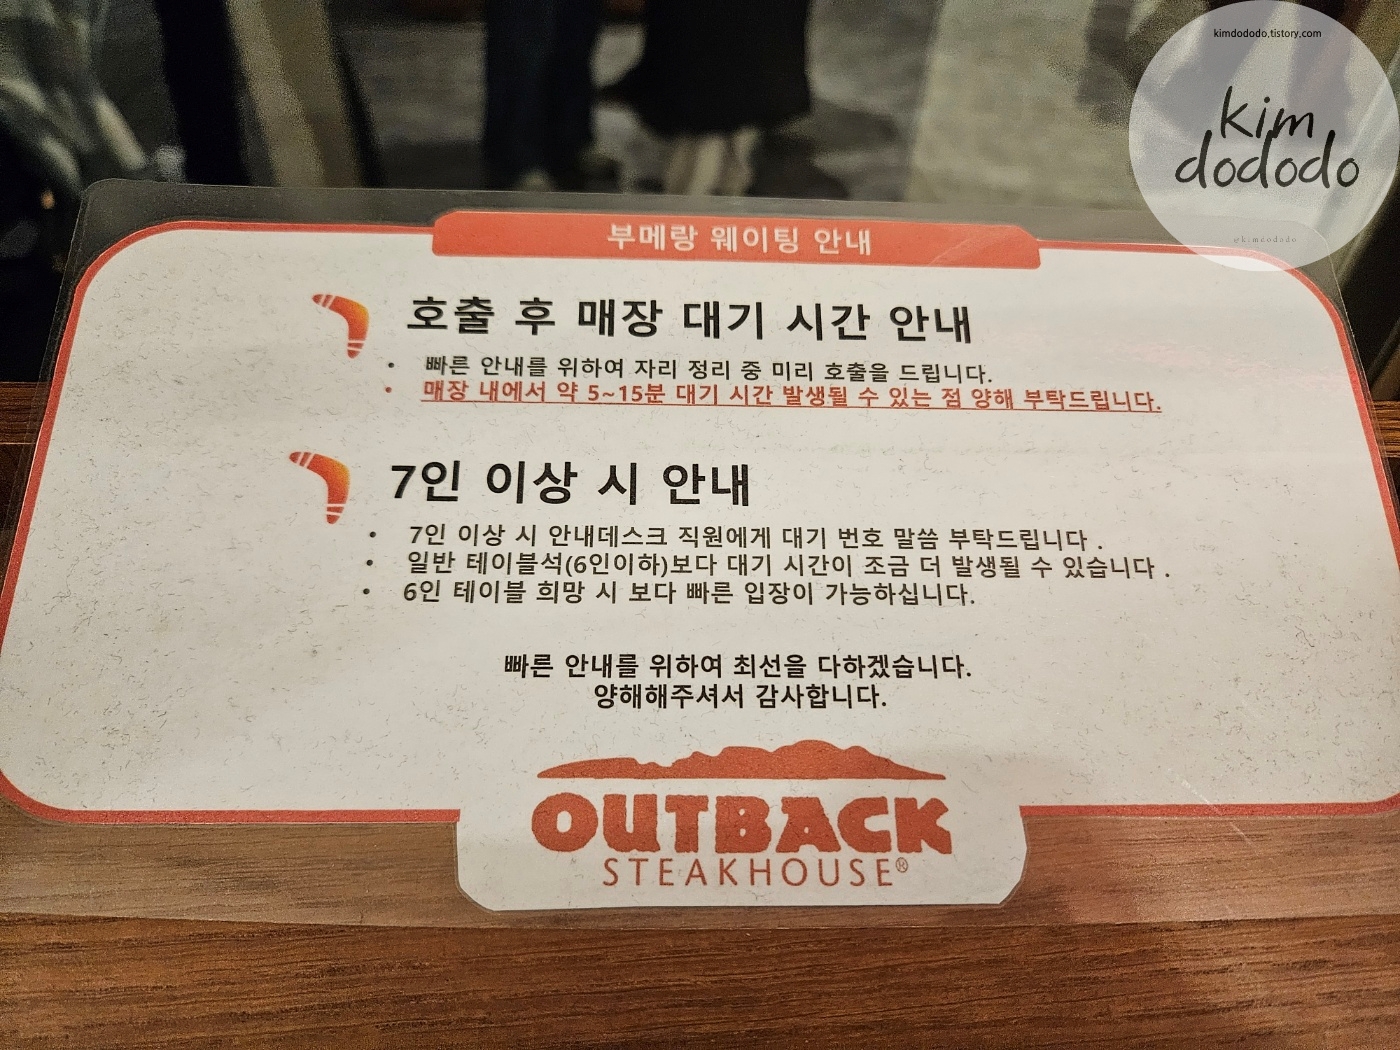 kimdododo.tistory.com
kim
dododo
@kimdododo
부메랑 웨이팅 안내
호출 후 매장 대기 시간 안내
• 빠른 안내를 위하여 자리 정리 중 미리 호출을 드립니다.
• 매장 내에서 약 5~15분 대기 시간 발생될 수 있는 점 양해 부탁드립니다.
7인 이상 시 안내
• 7인 이상 시 안내데스크 직원에게 대기 번호 말씀 부탁드립니다 .
• 일반 테이블석(6인이하)보다 대기 시간이 조금 더 발생될 수 있습니다 .
• 6인 테이블 희망 시 보다 빠른 입장이 가능하십니다.
빠른 안내를 위하여 최선을 다하겠습니다.
양해해주셔서 감사합니다.
OUTBACK
STEAKHOUSE®